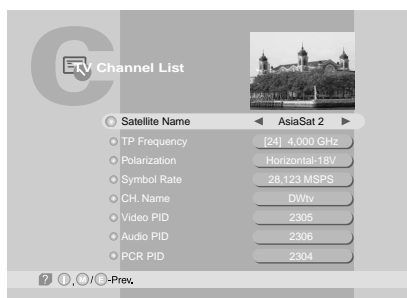 C
TV Channel List
Satellite Name ◀ AsiaSat 2 ▶
TP Frequency [24] 4,000 GHz
Polarization Horizontal-18V
Symbol Rate 28,123 MSPS
CH. Name DWtv
Video PID 2305
Audio PID 2306
PCR PID 2304
? i , M / E -Prev.